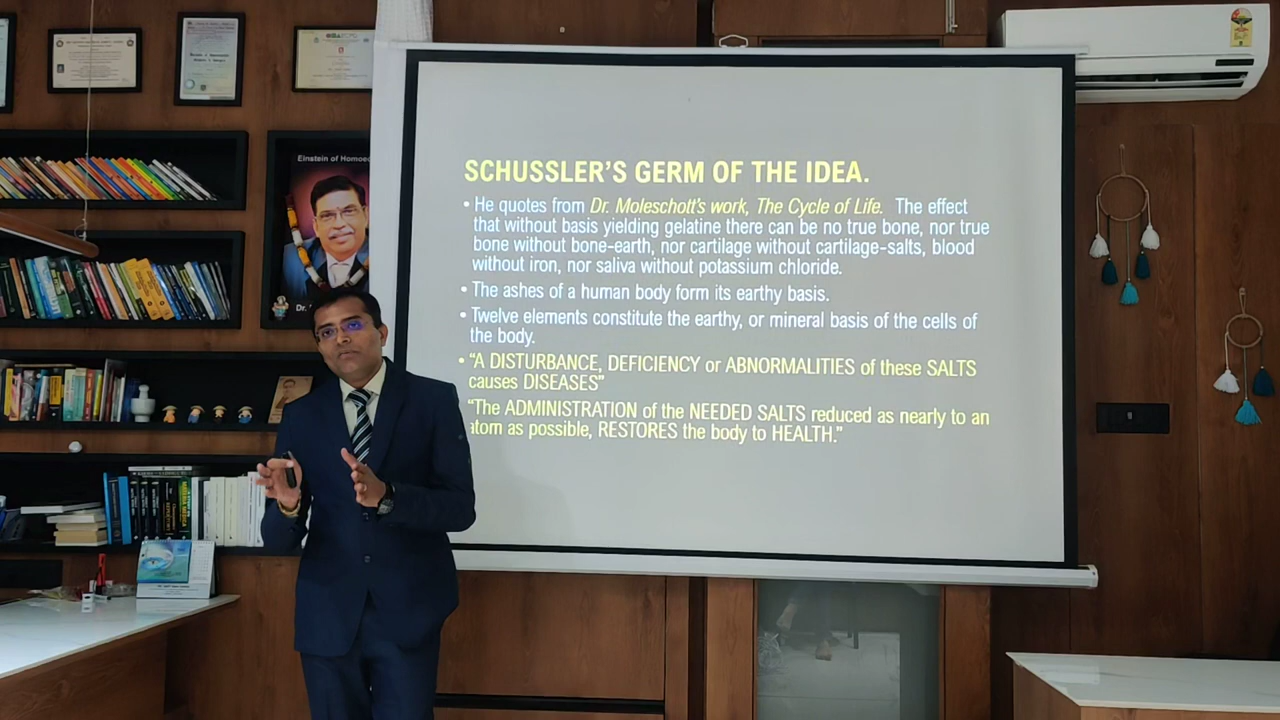 Einstein of Homoeo
Dr.
SCHUSSLER'S GERM OF THE IDEA.
• He quotes from Dr. Moleschott's work, The Cycle of Life. The effect
that without basis yielding gelatine there can be no true bone, nor true
bone without bone-earth, nor cartilage without cartilage-salts, blood
without iron, nor saliva without potassium chloride.
• The ashes of a human body form its earthy basis.
• Twelve elements constitute the earthy, or mineral basis of the cells of
the body.
• "A DISTURBANCE, DEFICIENCY or ABNORMALITIES of these SALTS
causes DISEASES"
"The ADMINISTRATION of the NEEDED SALTS reduced as nearly to an
atom as possible, RESTORES the body to HEALTH."